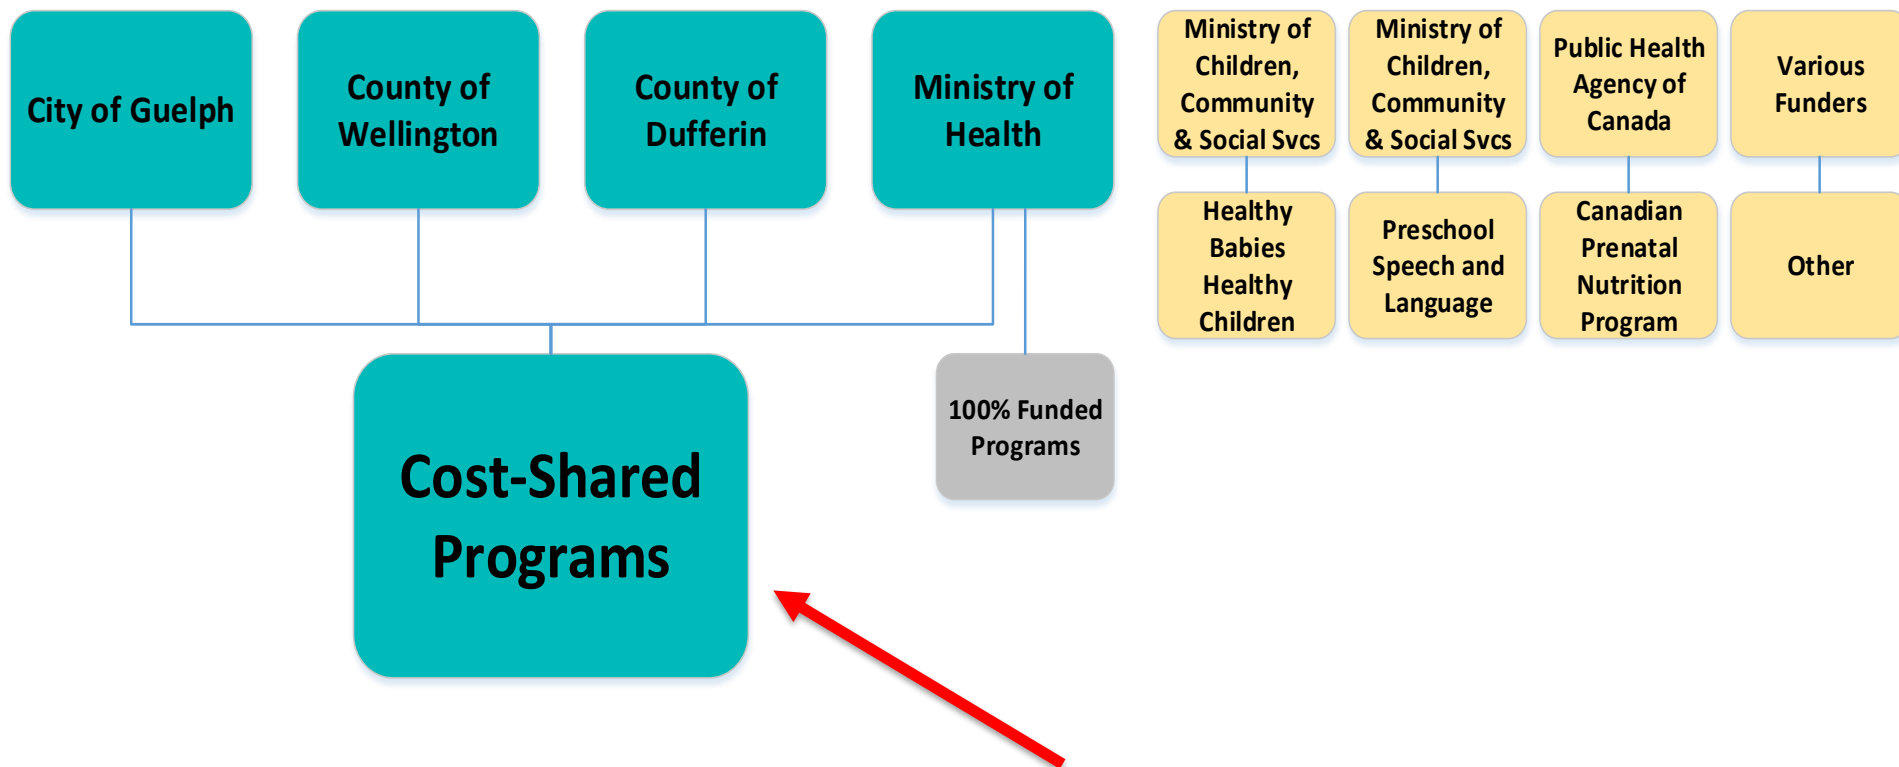 City of Guelph
County of
Wellington
County of
Dufferin
Ministry of
Health
Ministry of
Children,
Community
& Social Svcs
Ministry of
Children,
Community
& Social Svcs
Public Health
Agency of
Canada
Various
Funders
Healthy
Babies
Healthy
Children
Preschool
Speech and
Language
Canadian
Prenatal
Nutrition
Program
Other
Cost-Shared
Programs
100% Funded
Programs